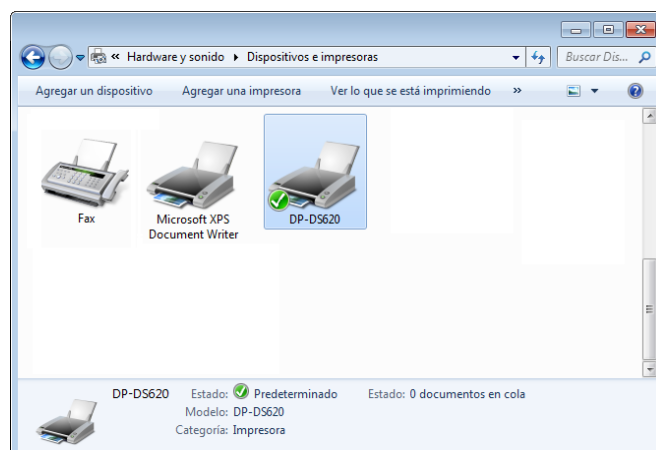 « Hardware y sonido Dispositivos e impresoras Buscar Dis...
Agregar un dispositivo Agregar una impresora Ver lo que se está imprimiendo »
Fax
Microsoft XPS
Document Writer
DP-DS620
DP-DS620 Estado: Predeterminado Estado: 0 documentos en cola
Modelo: DP-DS620
Categoría: Impresora